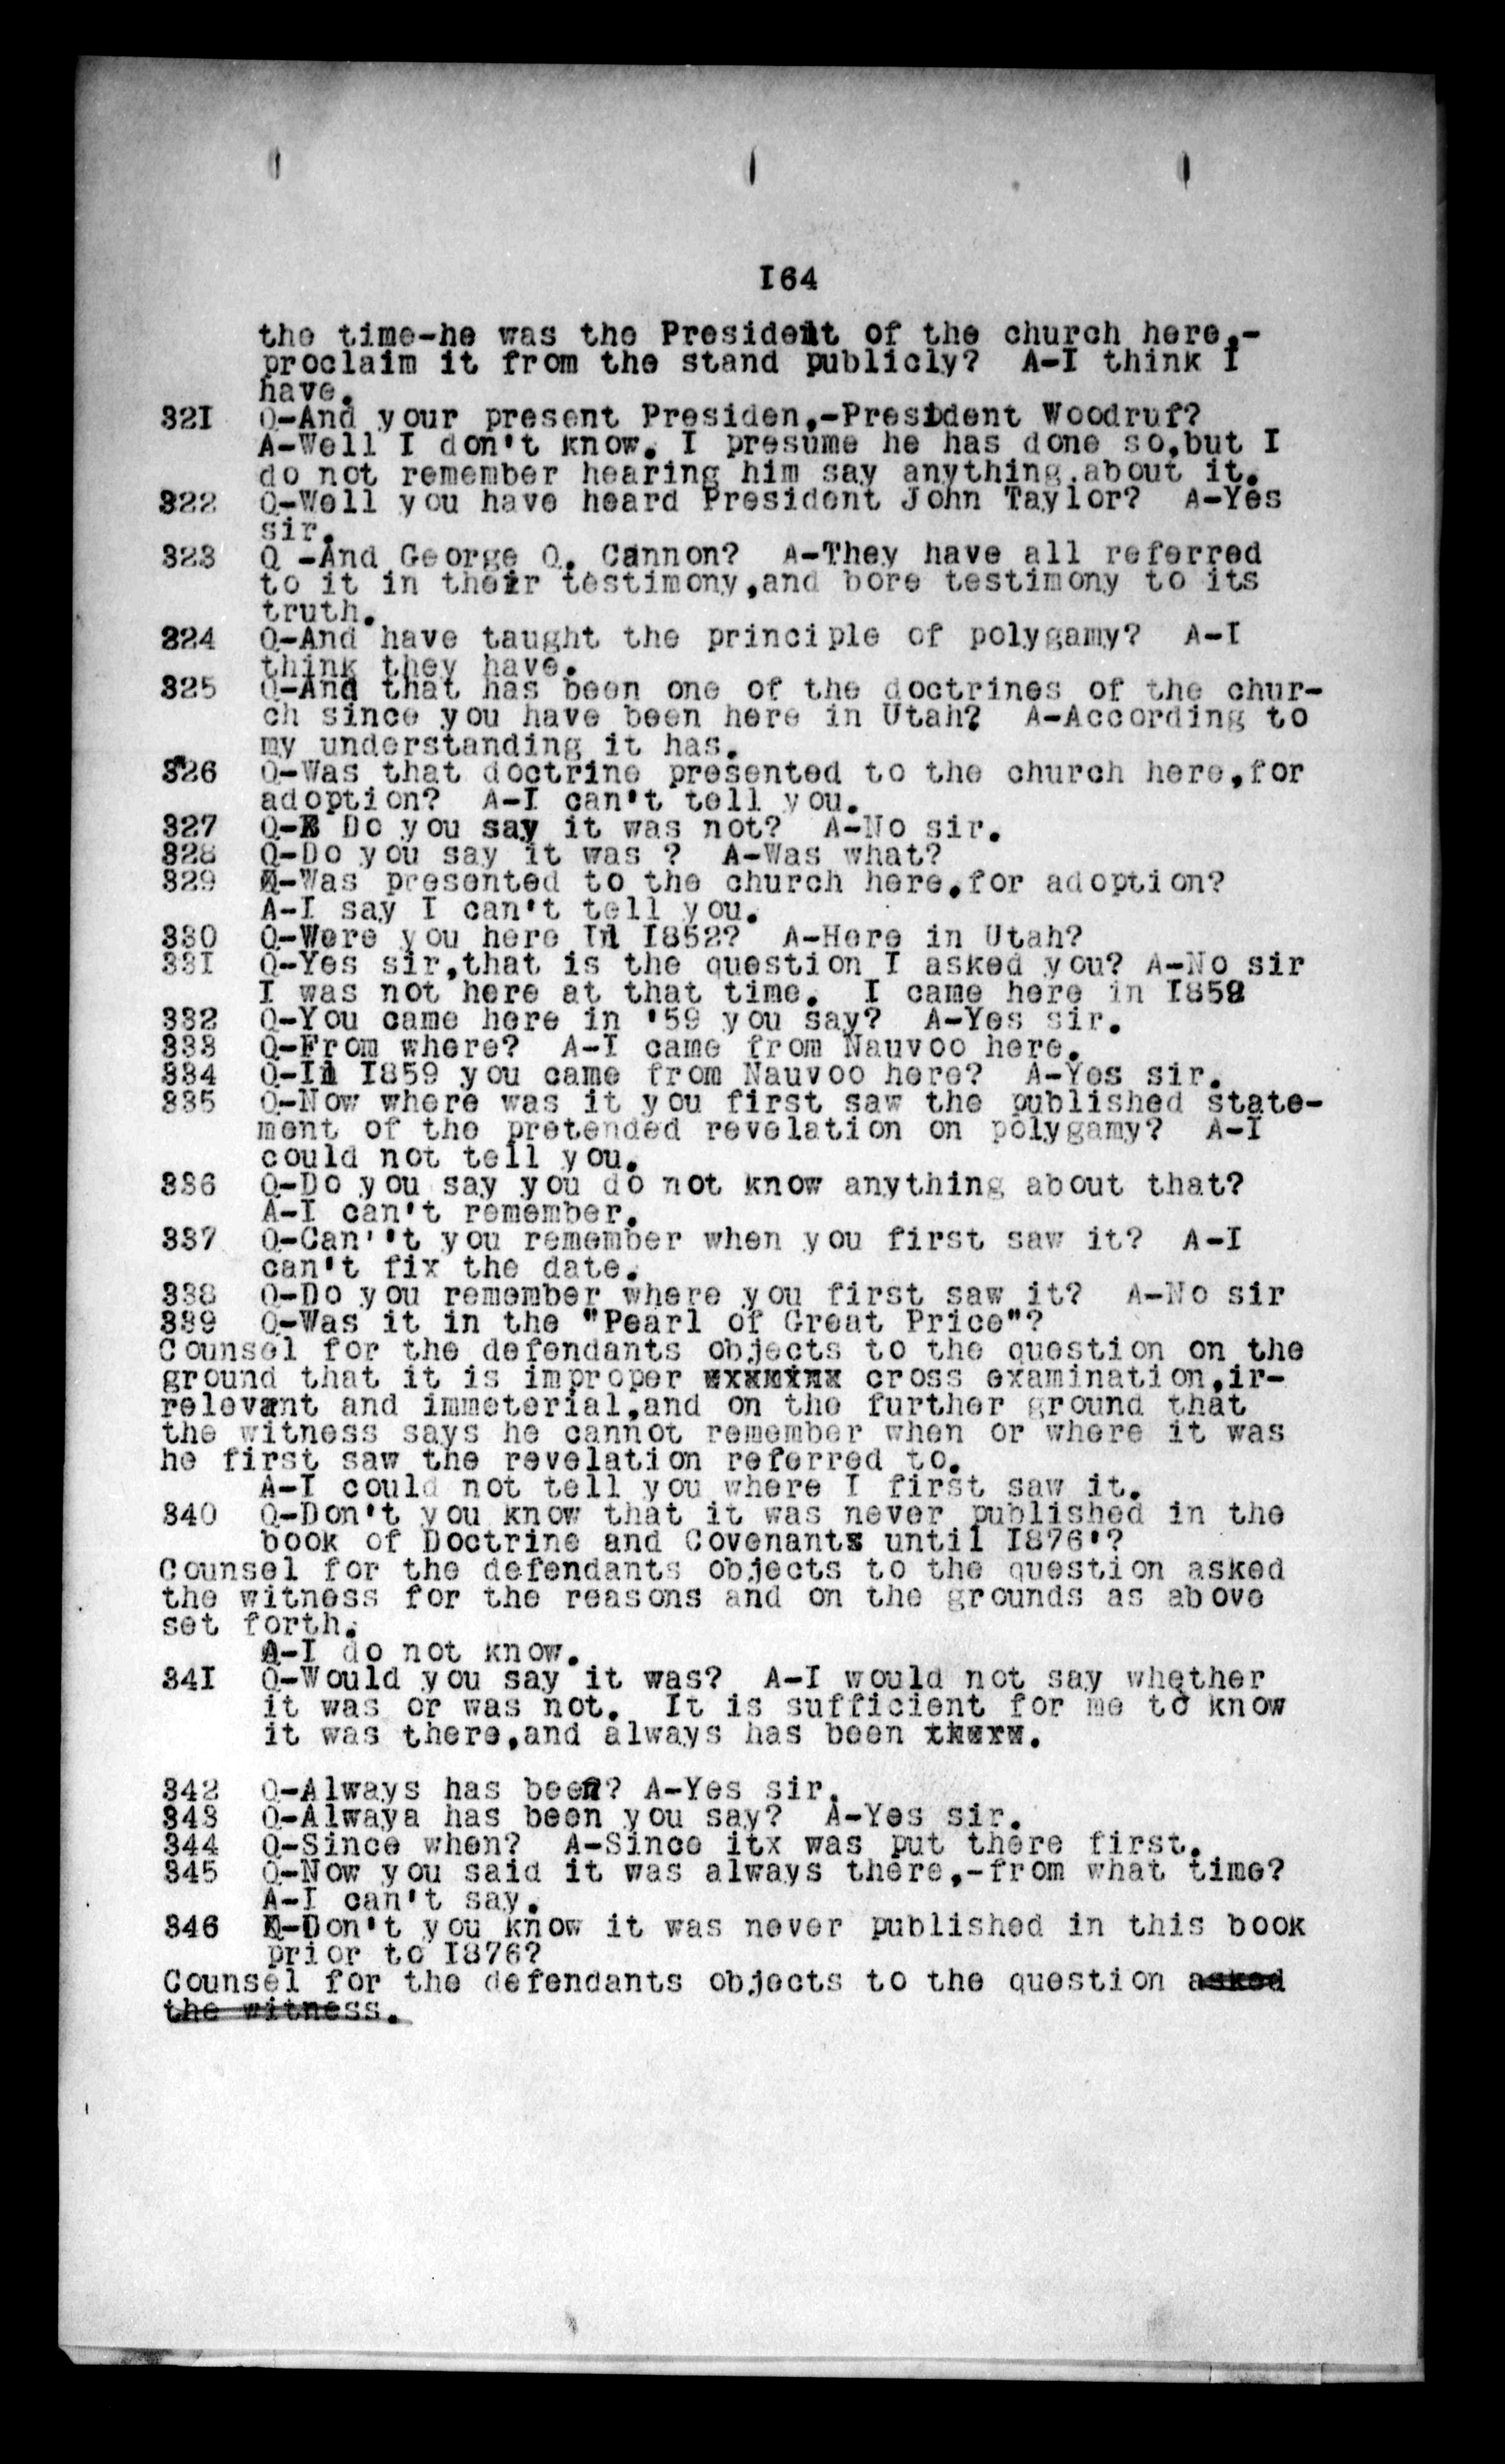 164
the time-he was the President of the church here,-
proclaim it from the stand publicly?  A-I think I
have.
321 Q-And your present Presiden,-President Woodruf?
A-Well I don't know. I presume he has done so,but I
do not remember hearing him say anything.about it.
322 Q-Well you have heard President John Taylor?  A-Yes
sir.
323 Q -And George Q. Cannon?  A-They have all referred
to it in their testimony,and bore testimony to its
truth.
324 Q-And have taught the principle of polygamy?  A-I
think they have.
325 Q-And that has been one of the doctrines of the chur-
ch since you have been here in Utah?  A-According to
my understanding it has.
326 Q-Was that doctrine presented to the church here,for
adoption?  A-I can't tell you.
327 Q-X Do you say it was not?  A-No sir.
328 Q-Do you say it was ?  A-Was what?
329 Q-Was presented to the church here,for adoption?
A-I say I can't tell you.
330 Q-Were you here In 1852?  A-Here in Utah?
331 Q-Yes sir,that is the question I asked you? A-No sir
I was not here at that time.  I came here in 1859
332 Q-You came here in '59 you say?  A-Yes sir.
333 Q-From where?  A-I came from Nauvoo here.
334 Q-In 1859 you came from Nauvoo here?  A-Yes sir.
335 Q-Now where was it you first saw the published state-
ment of the pretended revelation on polygamy?  A-I
could not tell you.
336 Q-Do you say you do not know anything about that?
A-I can't remember.
337 Q-Can''t you remember when you first saw it?  A-I
can't fix the date.
338 Q-Do you remember where you first saw it?  A-No sir
339 Q-Was it in the "Pearl of Great Price"?
Counsel for the defendants objects to the question on the
ground that it is improper cross examination,ir-
relevant and immeterial,and on the further ground that
the witness says he cannot remember when or where it was
he first saw the revelation referred to.
A-I could not tell you where I first saw it.
340 Q-Don't you know that it was never published in the
book of Doctrine and Covenants until 1876'?
Counsel for the defendants objects to the question asked
the witness for the reasons and on the grounds as above
set forth.
A-I do not know.
341 Q-Would you say it was?  A-I would not say whether
it was or was not.  It is sufficient for me to know
it was there,and always has been there.
342 Q-Always has been? A-Yes sir.
343 Q-Alwaya has been you say?  A-Yes sir.
344 Q-Since when?  A-Since itx was put there first.
345 Q-Now you said it was always there,-from what time?
A-I can't say.
346 Q-Don't you know it was never published in this book
prior to 1876?
Counsel for the defendants objects to the question asked
the witness.